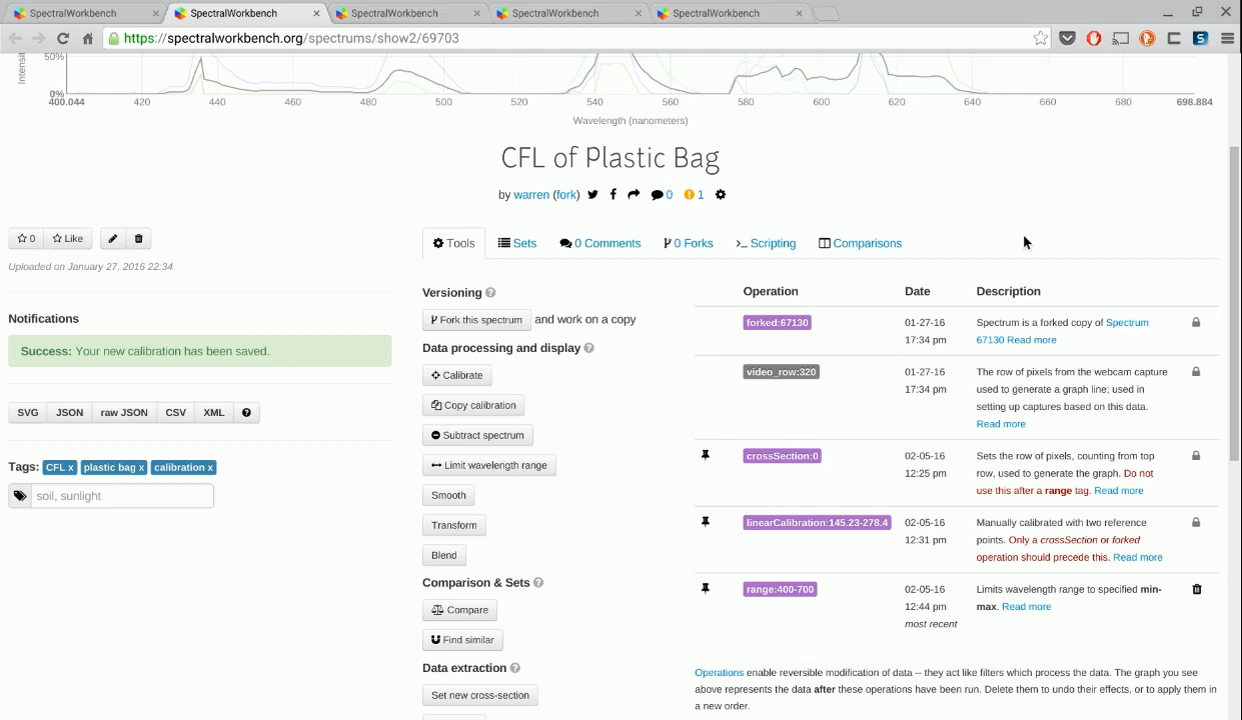 SpectralWorkbench × SpectralWorkbench × SpectralWorkbench × SpectralWorkbench × SpectralWorkbench ×
https://spectralworkbench.org/spectrums/show2/69703
50%
0%
400.044 420 440 460 480 500 520 540 560 580 600 620 640 660 680 698.884
Wavelength (nanometers)
CFL of Plastic Bag
by warren (fork) 0 1
0 Like
Uploaded on January 27, 2016 22:34
Notifications
Success: Your new calibration has been saved.
SVG JSON raw JSON CSV XML ?
Tags: CFL x plastic bag x calibration x
soil, sunlight
Tools Sets 0 Comments 0 Forks >_ Scripting Comparisons
Versioning ?
Fork this spectrum and work on a copy
Data processing and display ?
Calibrate
Copy calibration
Subtract spectrum
Limit wavelength range
Smooth
Transform
Blend
Comparison & Sets ?
Compare
Find similar
Data extraction ?
Set new cross-section
Operation Date Description
forked:67130 01-27-16 Spectrum is a forked copy of Spectrum
17:34 pm 67130 Read more
video_row:320 01-27-16 The row of pixels from the webcam capture
17:34 pm used to generate a graph line; used in
setting up captures based on this data.
Read more
crossSection:0 02-05-16 Sets the row of pixels, counting from top
12:25 pm row, used to generate the graph. Do not
use this after a range tag. Read more
linearCalibration:145.23-278.4 02-05-16 Manually calibrated with two reference
12:31 pm points. Only a crossSection or forked
operation should precede this. Read more
range:400-700 02-05-16 Limits wavelength range to specified min-
12:44 pm max. Read more
most recent
Operations enable reversible modification of data -- they act like filters which process the data. The graph you see
above represents the data after these operations have been run. Delete them to undo their effects, or to apply them in
a new order.